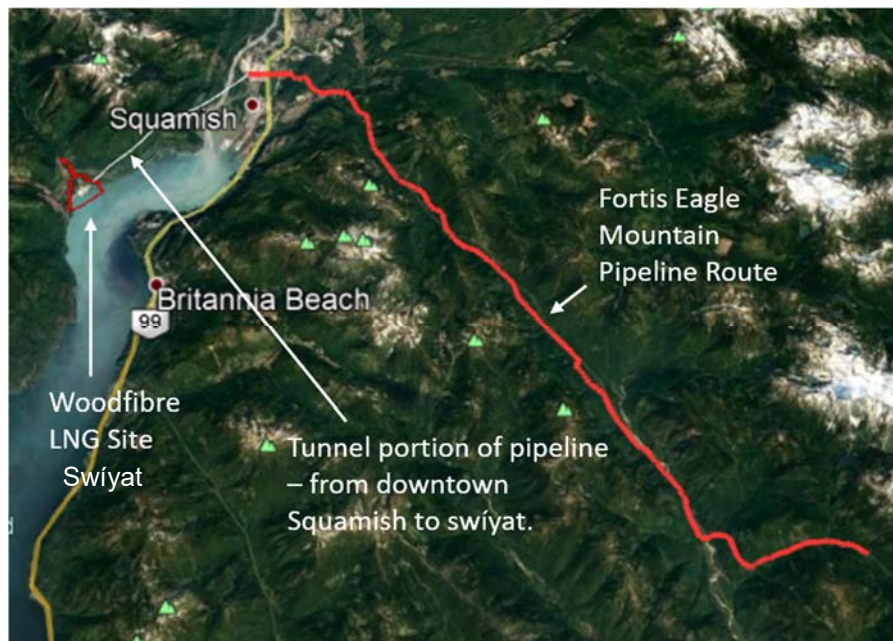 Squamish
Fortis Eagle
Mountain
Pipeline Route
Britannia Beach
99
Woodfibre
LNG Site
Swíyat
Tunnel portion of pipeline
– from downtown
Squamish to swíyat.
d